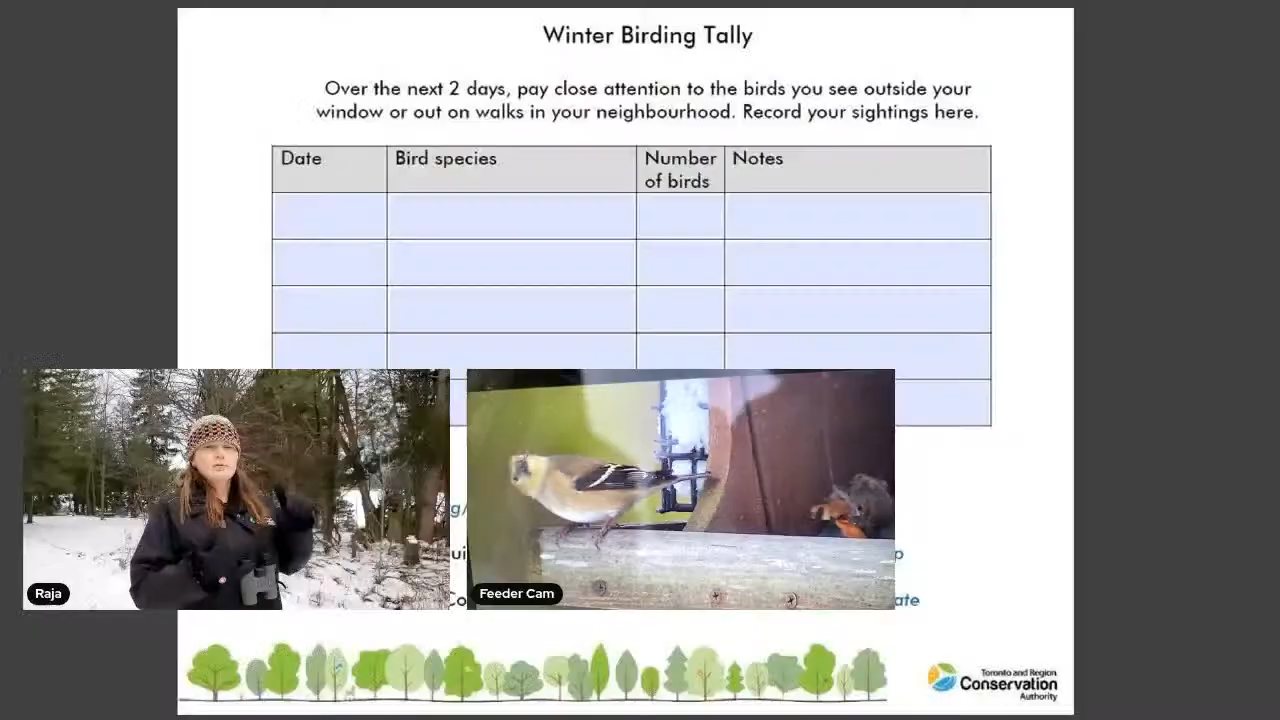 Winter Birding Tally
Over the next 2 days, pay close attention to the birds you see outside your
window or out on walks in your neighbourhood. Record your sightings here.
Date Bird species Number of birds Notes
Raja
Feeder Cam
Toronto and Region
Conservation
Authority